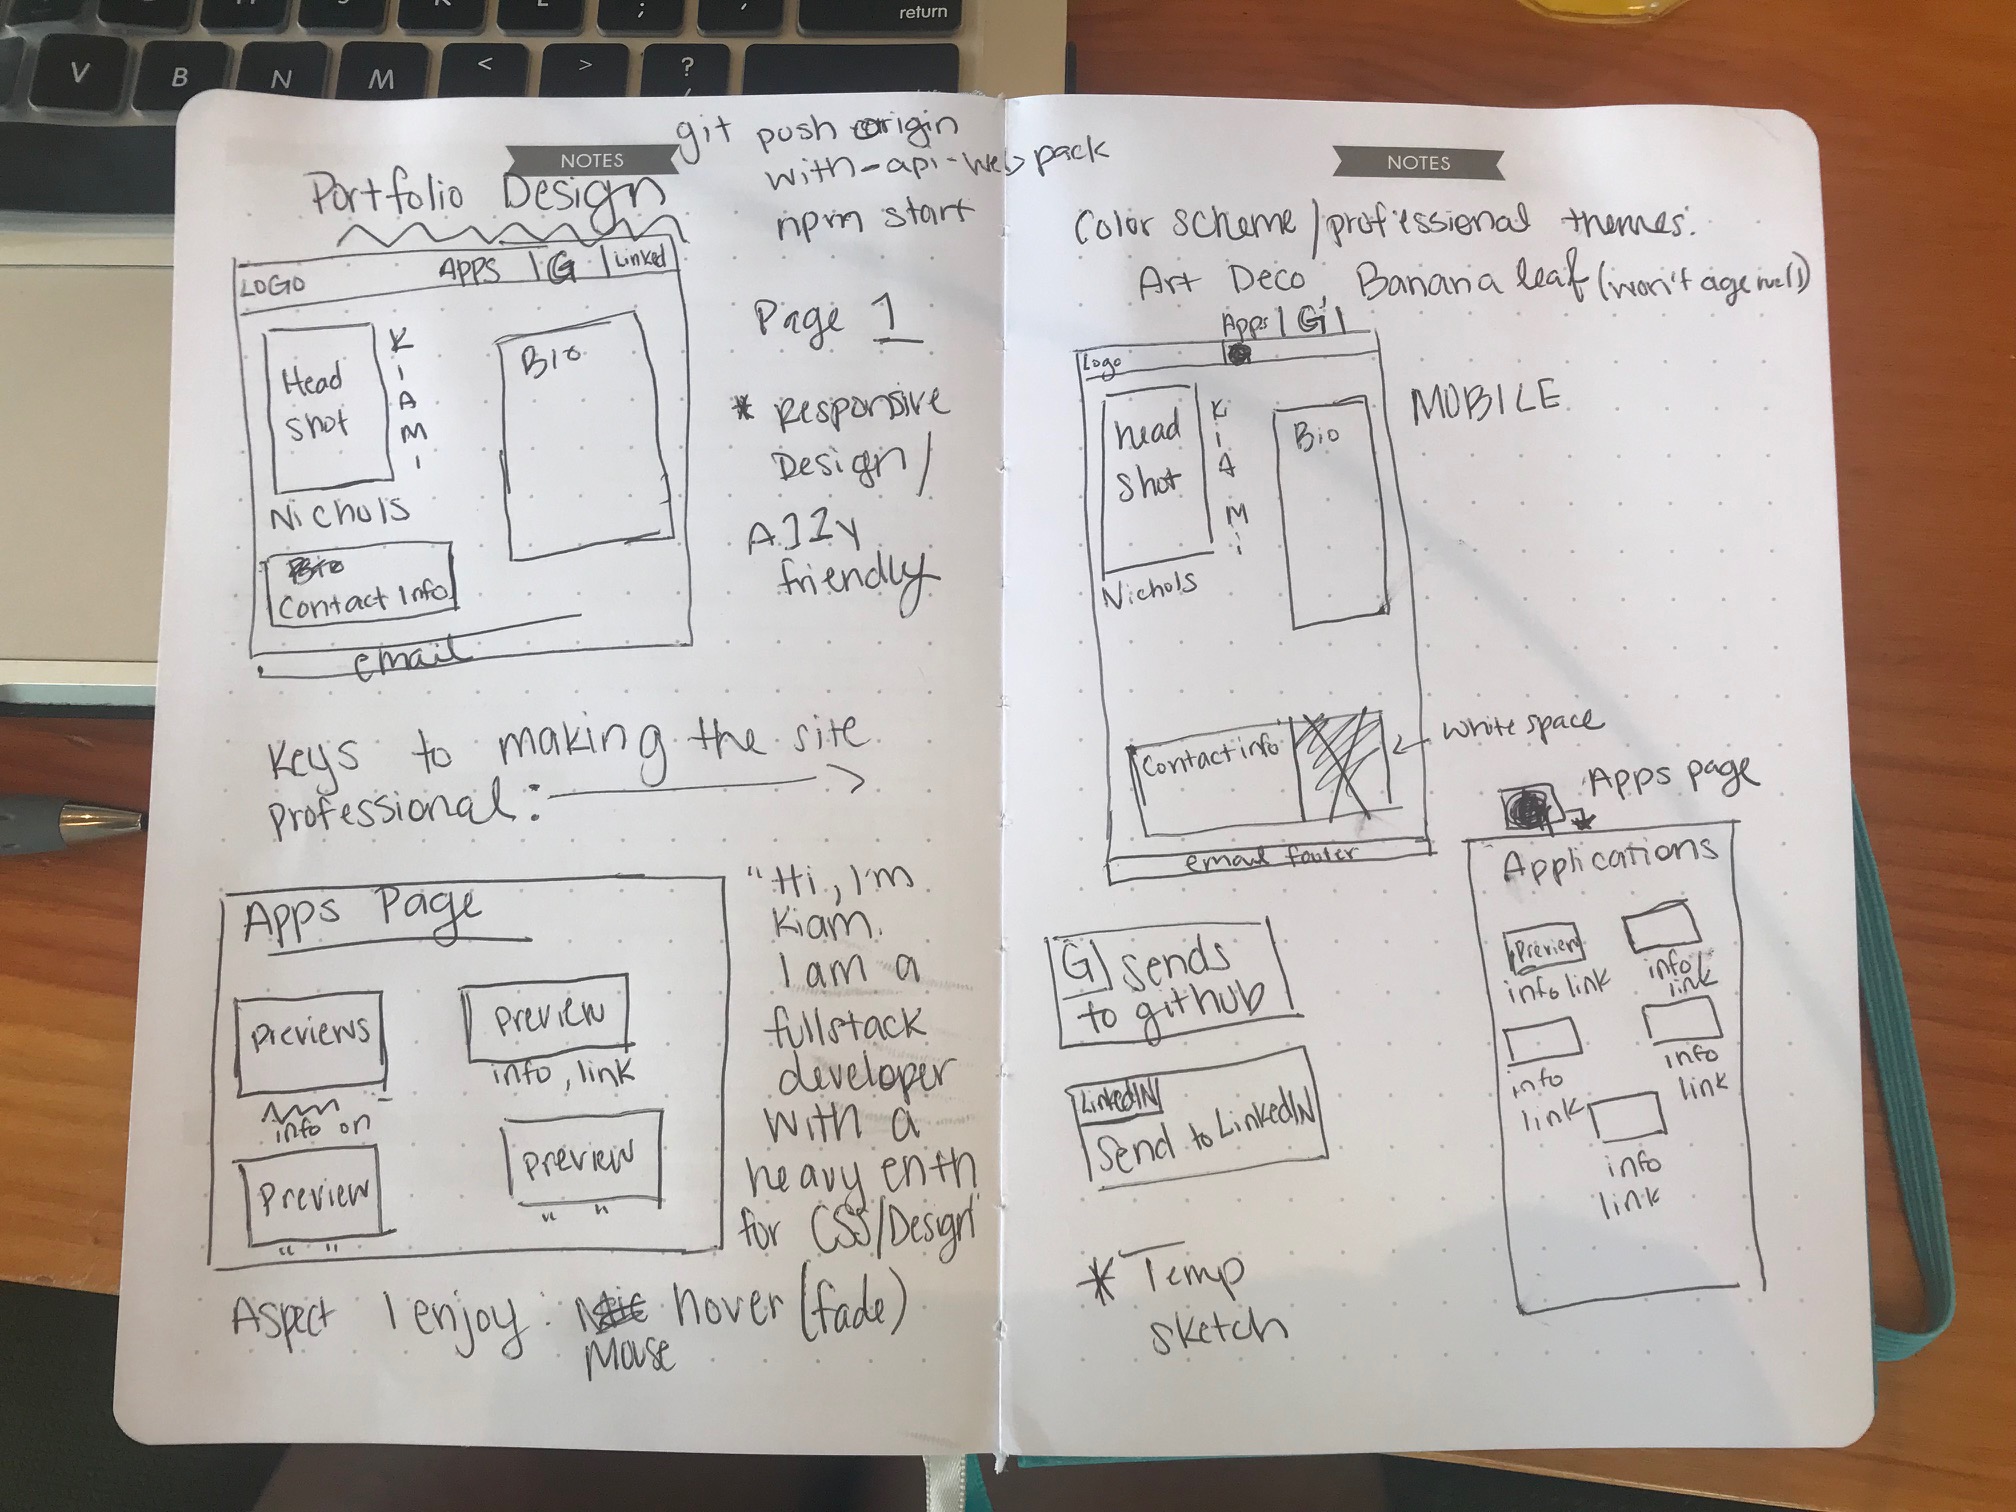 NOTES
git push origin
with-api-webpack
npm start
Portfolio Design
LOGO
Apps | G | Linked
Head
Shot
K
i
A
M
Nichols
Bio
Contact info
email
Page 1
* Responsive
Design/
A11Y
friendly
Keys to making the site
professional:
Apps Page
previews
info on
preview
info, link
preview
" "
preview
" "
"Hi, I'm
Kiam.
I am a
fullstack
developer
with a
heavy enth
for CSS/Design"
Aspect I enjoy: hover (fade)
Mouse
NOTES
Color scheme/professional themes:
Art Deco Banana leaf (won't age well)
MOBILE
Apps | G |
Logo
head
shot
K
i
A
M
Nichols
Bio
Contact info
← white space
email footer
G | Sends
to github
LinkedIN
Send to LinkedIN
* Temp
sketch
Apps page
Applications
preview
info link
info
link
info
link
info
link
info
link